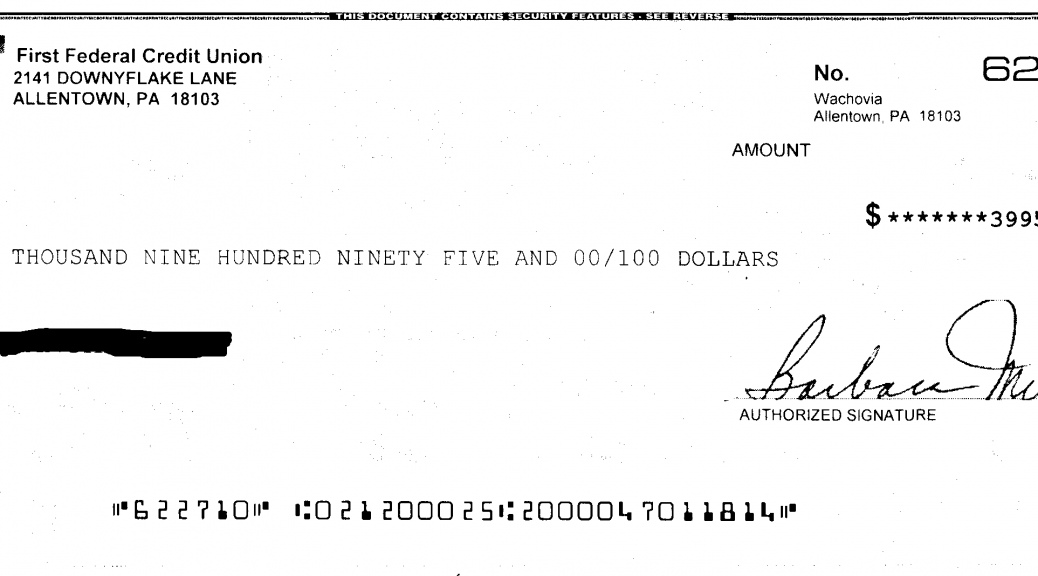 THIS DOCUMENT CONTAINS SECURITY FEATURES - SEE REVERSE
First Federal Credit Union
2141 DOWNYFLAKE LANE
ALLENTOWN, PA 18103
No. 62
Wachovia
Allentown, PA 18103
AMOUNT
$*******3995
THOUSAND NINE HUNDRED NINETY FIVE AND 00/100 DOLLARS
Barbara
AUTHORIZED SIGNATURE
⑈622710⑈ ⑆021200025⑆2000047011814⑈